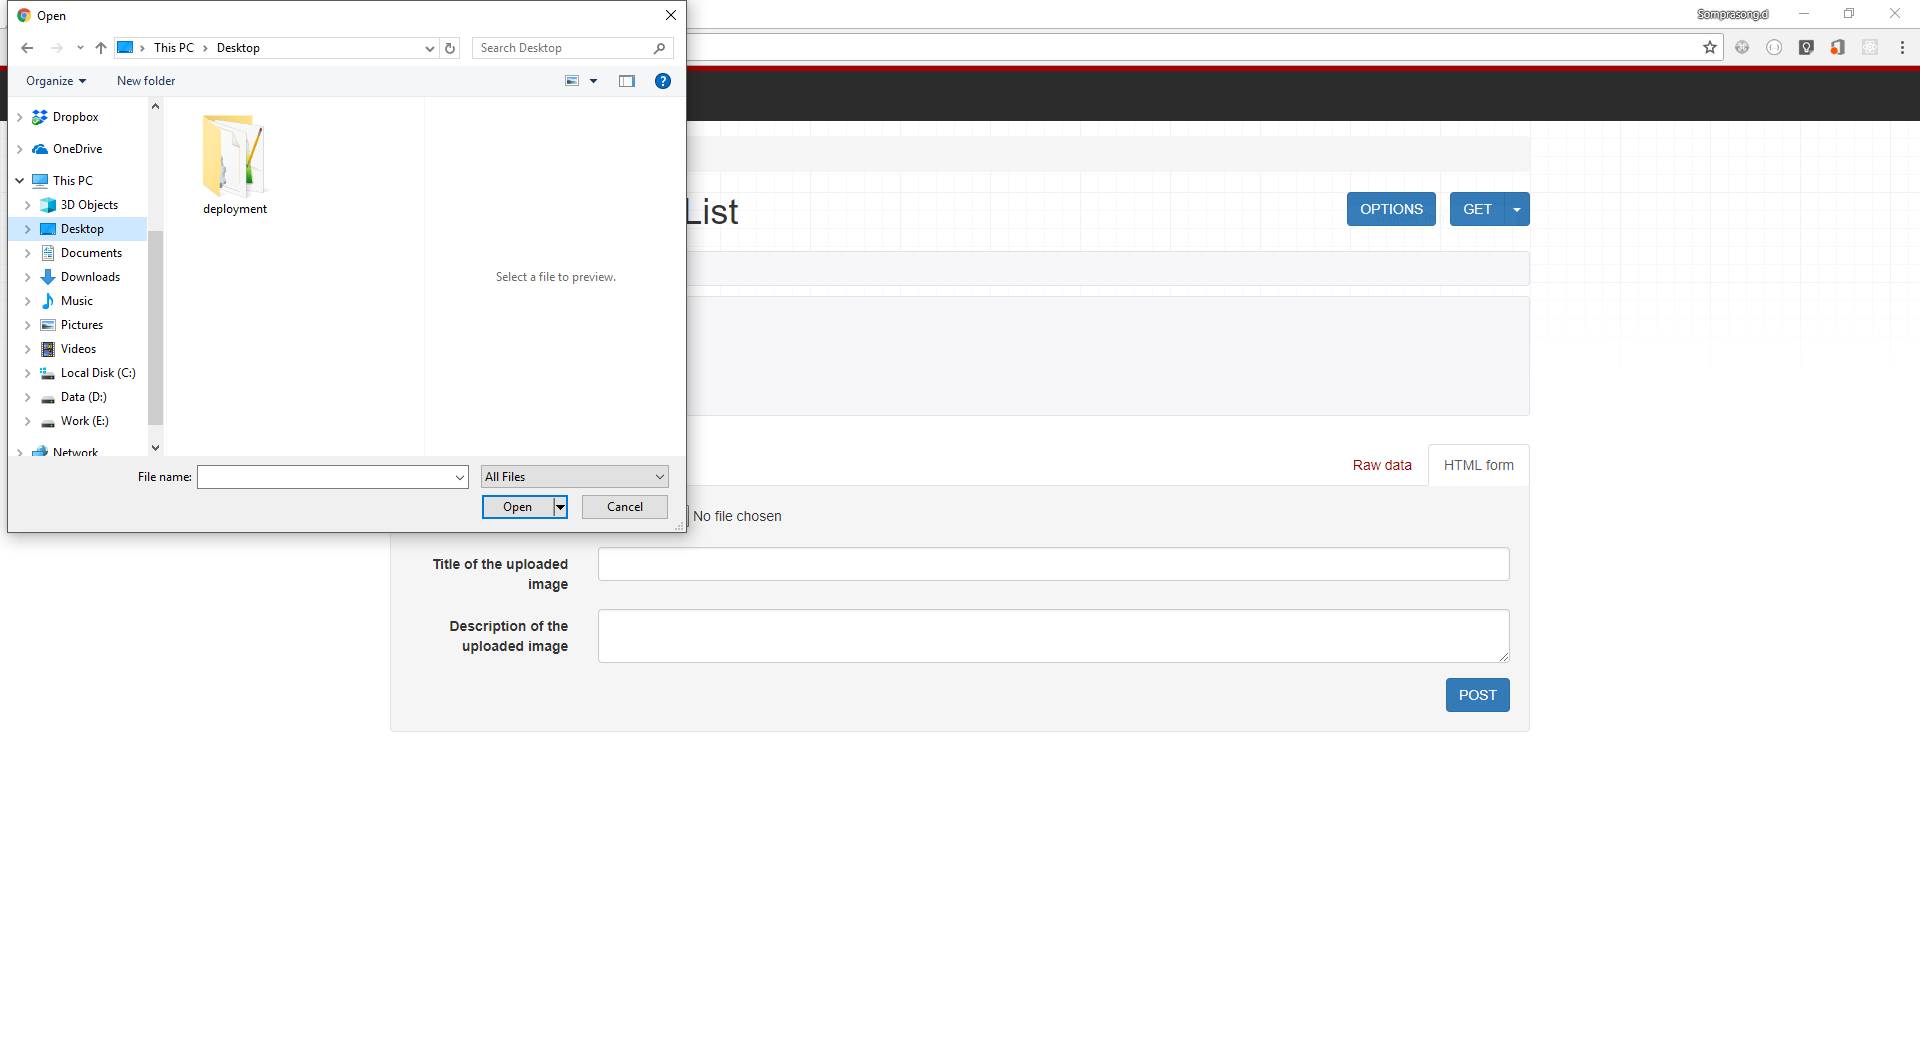 Open
Somprasong.d
This PC
Desktop
Search Desktop
Organize
New folder
Dropbox
OneDrive
This PC
3D Objects
Desktop
Documents
Downloads
Music
Pictures
Videos
Local Disk (C:)
Data (D:)
Work (E:)
Network
deployment
Select a file to preview.
File name:
All Files
Open
Cancel
List
OPTIONS
GET
Raw data
HTML form
No file chosen
Title of the uploaded
image
Description of the
uploaded image
POST